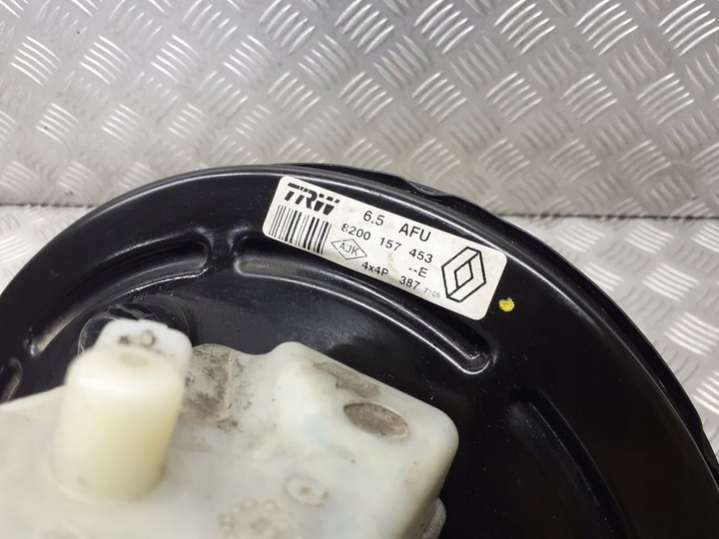 TRW
6.5 AFU
8200 157 453
AJK --E
4x4P 387